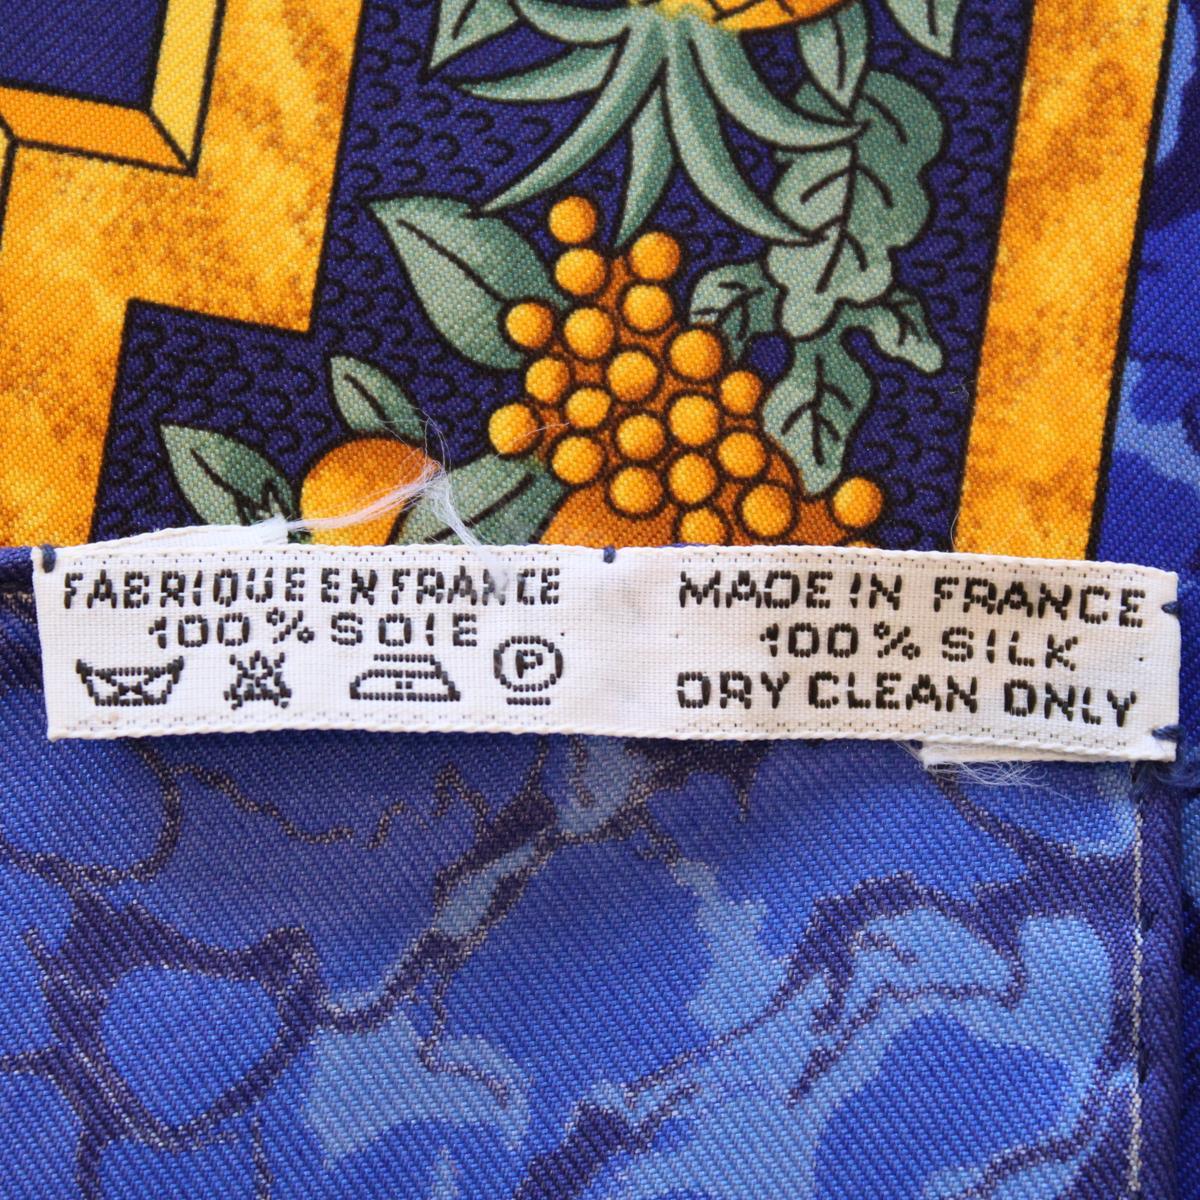 FABRIQUE EN FRANCE
100% SOIE
P
MADE IN FRANCE
100% SILK
DRY CLEAN ONLY